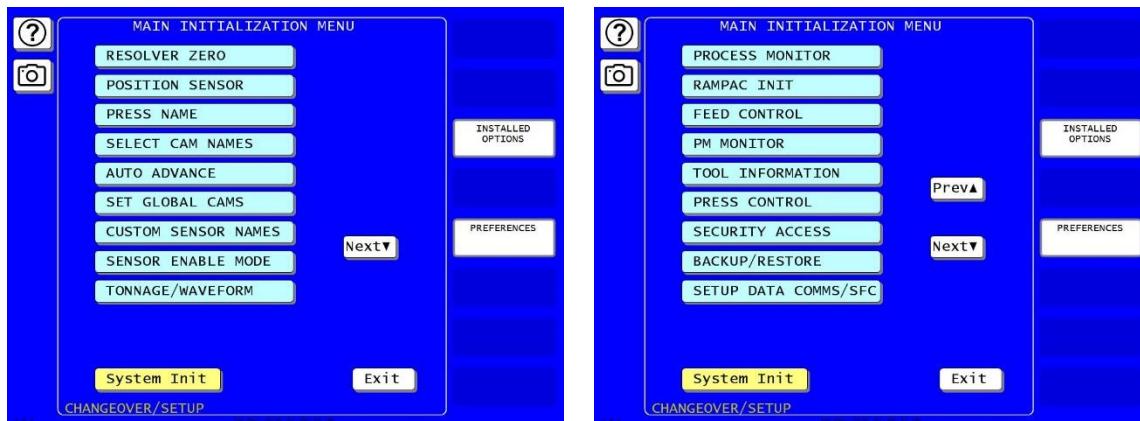 MAIN INITIALIZATION MENU
?
RESOLVER ZERO
POSITION SENSOR
PRESS NAME
SELECT CAM NAMES
AUTO ADVANCE
SET GLOBAL CAMS
CUSTOM SENSOR NAMES
SENSOR ENABLE MODE
TONNAGE/WAVEFORM
Next▼
INSTALLED
OPTIONS
PREFERENCES
System Init
Exit
CHANGEOVER/SETUP
MAIN INITIALIZATION MENU
?
PROCESS MONITOR
RAMPAC INIT
FEED CONTROL
PM MONITOR
TOOL INFORMATION
PRESS CONTROL
SECURITY ACCESS
BACKUP/RESTORE
SETUP DATA COMMS/SFC
Prev▲
Next▼
INSTALLED
OPTIONS
PREFERENCES
System Init
Exit
CHANGEOVER/SETUP